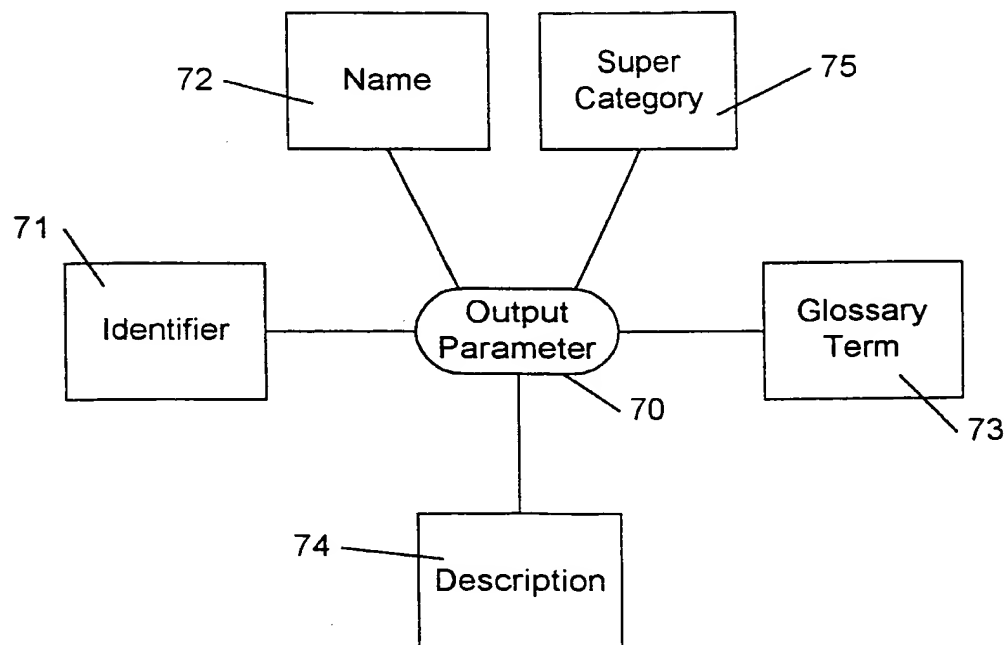 72
Name
Super
Category
75
71
Identifier
Output
Parameter
70
Glossary
Term
73
74
Description